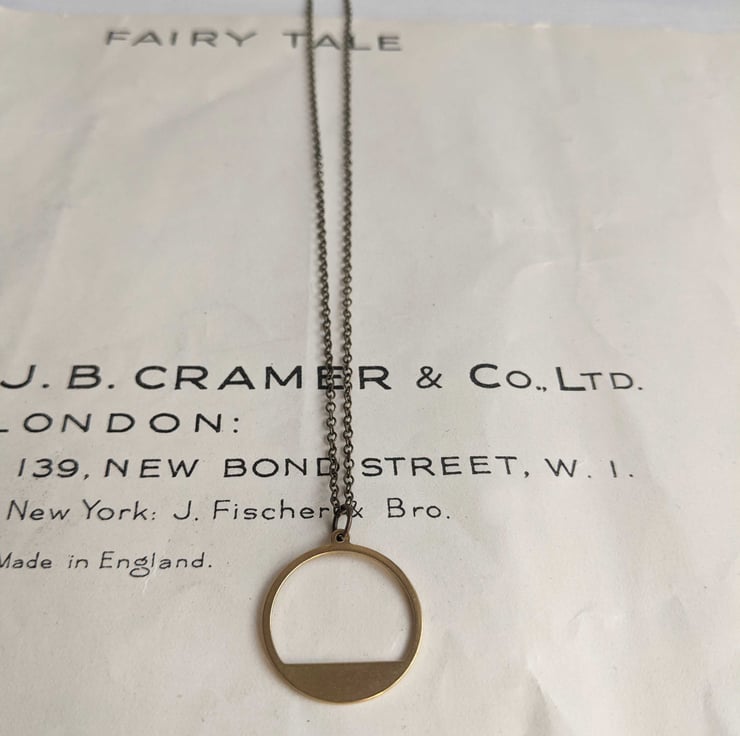 FAIRY TALE
J. B. CRAMER & CO., LTD.
LONDON:
139, NEW BOND STREET, W. 1.
New York: J. Fischer & Bro.
Made in England.